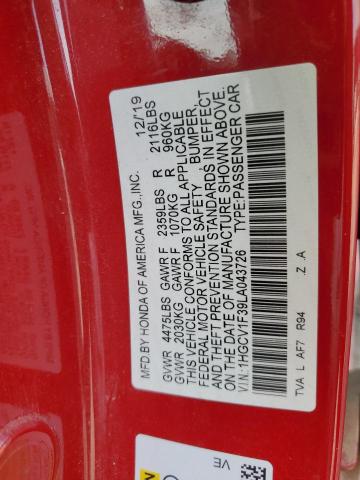 MFD.BY HONDA OF AMERICA MFG.,INC. 12/19
GVWR 4475LBS GAWR F 2359LBS R 2116LBS
GVWR 2030KG GAWR F 1070KG R 960KG
THIS VEHICLE CONFORMS TO ALL APPLICABLE
FEDERAL MOTOR VEHICLE SAFETY BUMPER,
AND THEFT PREVENTION STANDARDS IN EFFECT
ON THE DATE OF MANUFACTURE SHOWN ABOVE.
V.I.N.:1HGCV1F39LA043726 TYPE:PASSENGER CAR
TVA L AF7 R94 Z A
VE